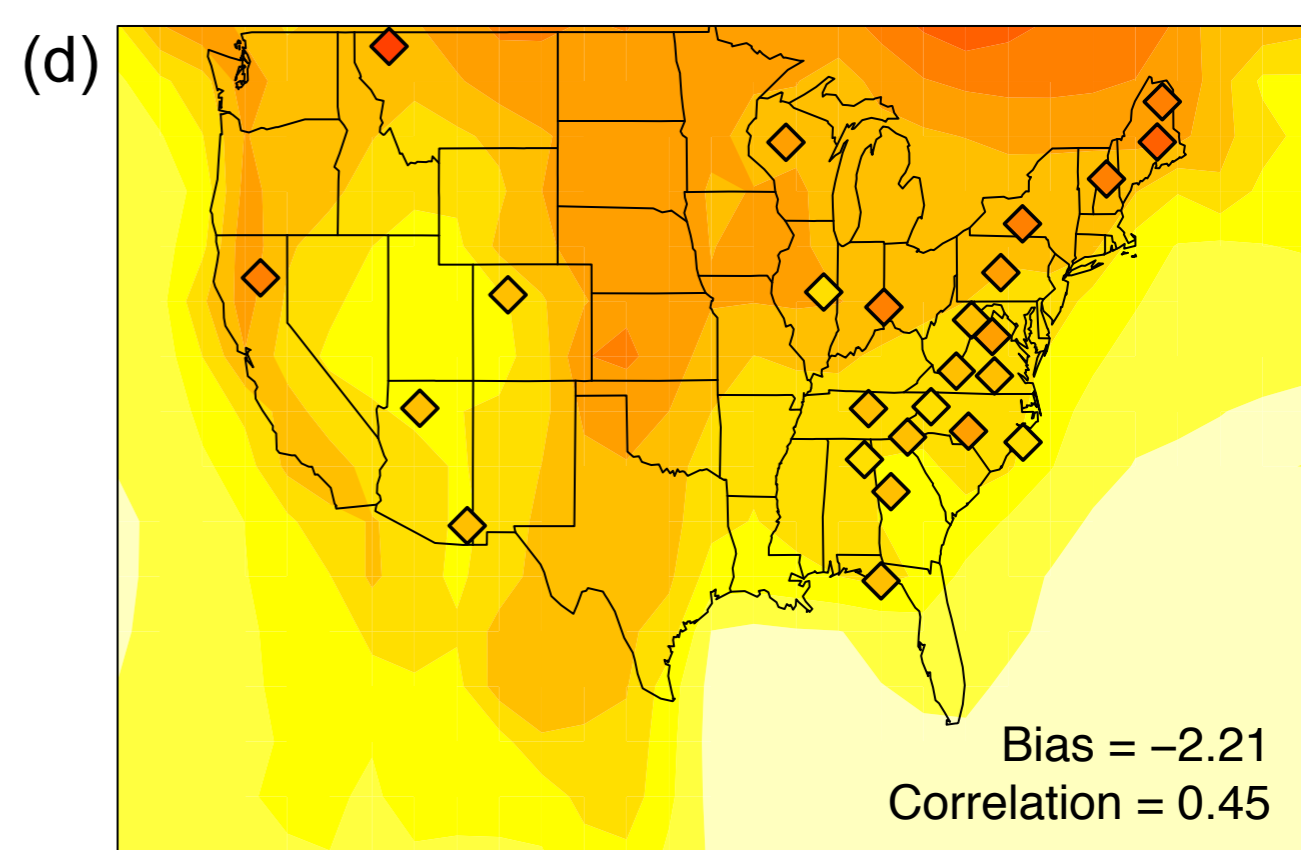 (d)
Bias = −2.21
Correlation = 0.45